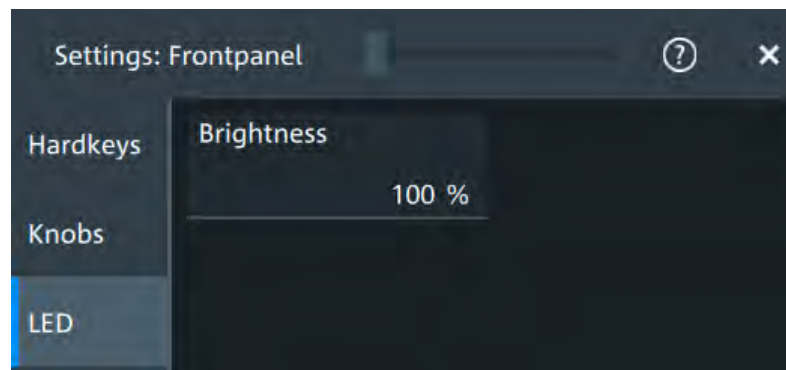 Settings: Frontpanel
?
×
Hardkeys
Brightness
100 %
Knobs
LED